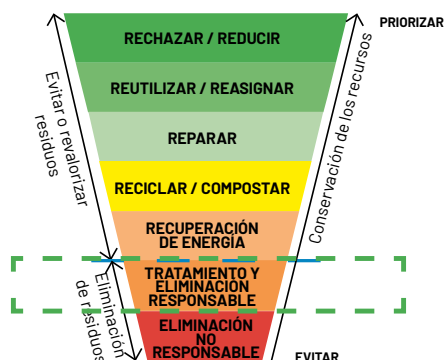 PRIORIZAR
RECHAZAR / REDUCIR
REUTILIZAR / REASIGNAR
REPARAR
RECICLAR / COMPOSTAR
RECUPERACIÓN
DE ENERGÍA
TRATAMIENTO Y
ELIMINACIÓN
RESPONSABLE
ELIMINACIÓN
NO
RESPONSABLE
EVITAR
Evitar o revalorizar
residuos
Eliminación
de residuos
Conservación de los recursos